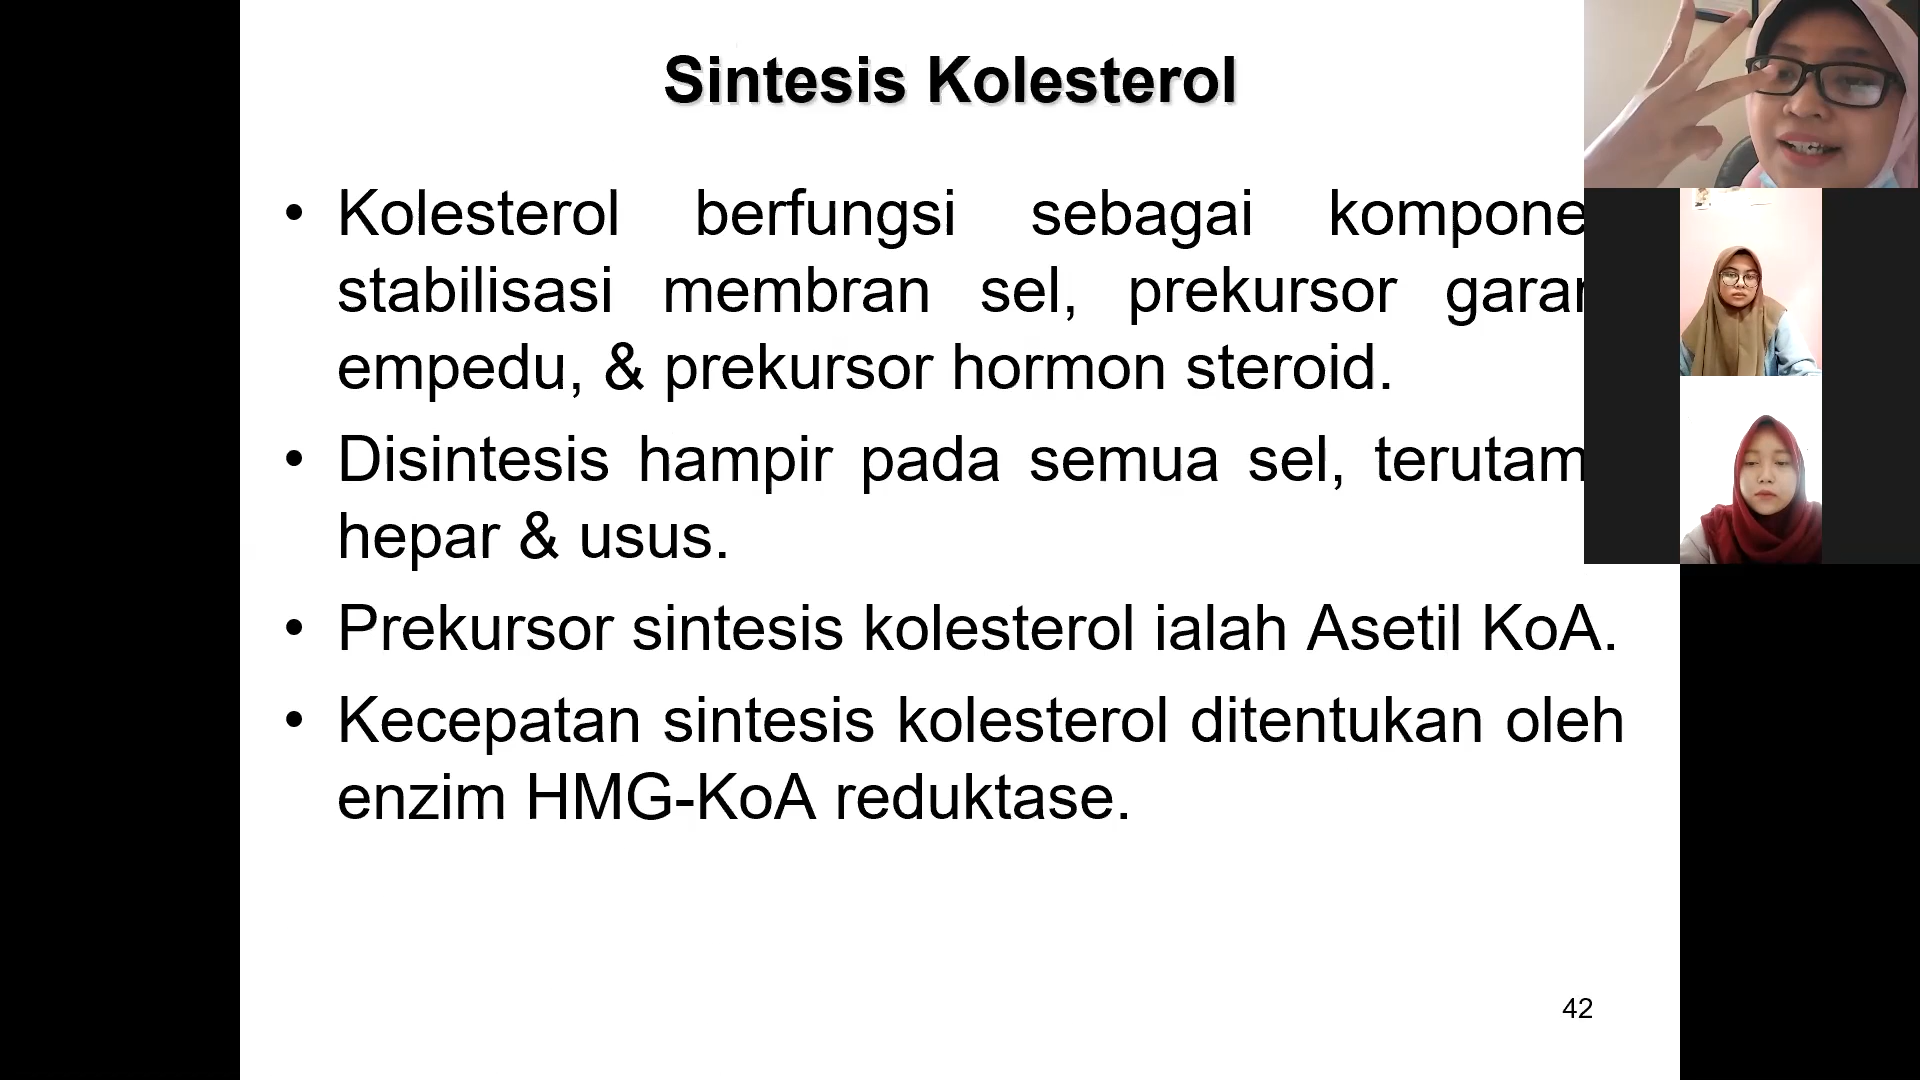 Sintesis Kolesterol
• Kolesterol berfungsi sebagai kompone
stabilisasi membran sel, prekursor garam
empedu, & prekursor hormon steroid.
• Disintesis hampir pada semua sel, terutam
hepar & usus.
• Prekursor sintesis kolesterol ialah Asetil KoA.
• Kecepatan sintesis kolesterol ditentukan oleh
enzim HMG-KoA reduktase.
42